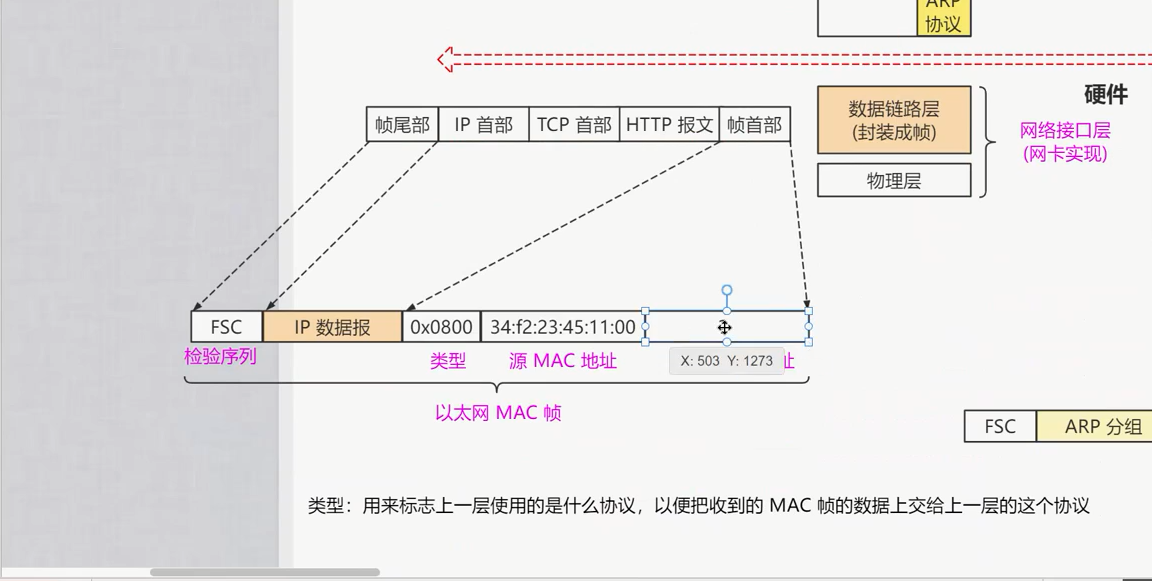 ARP
协议
硬件
数据链路层
(封装成帧)
网络接口层
(网卡实现)
物理层
帧尾部 IP 首部 TCP 首部 HTTP 报文 帧首部
FSC IP 数据报 0x0800 34:f2:23:45:11:00
检验序列 类型 源 MAC 地址 X: 503 Y: 1273 址
以太网 MAC 帧
FSC ARP 分组
类型：用来标志上一层使用的是什么协议，以便把收到的 MAC 帧的数据上交给上一层的这个协议